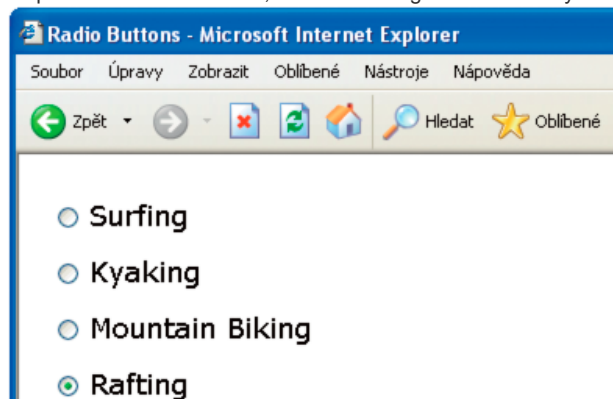 Radio Buttons - Microsoft Internet Explorer
Soubor Úpravy Zobrazit Oblíbené Nástroje Nápověda
Zpět Hledat Oblíbené
Surfing
Kyaking
Mountain Biking
Rafting